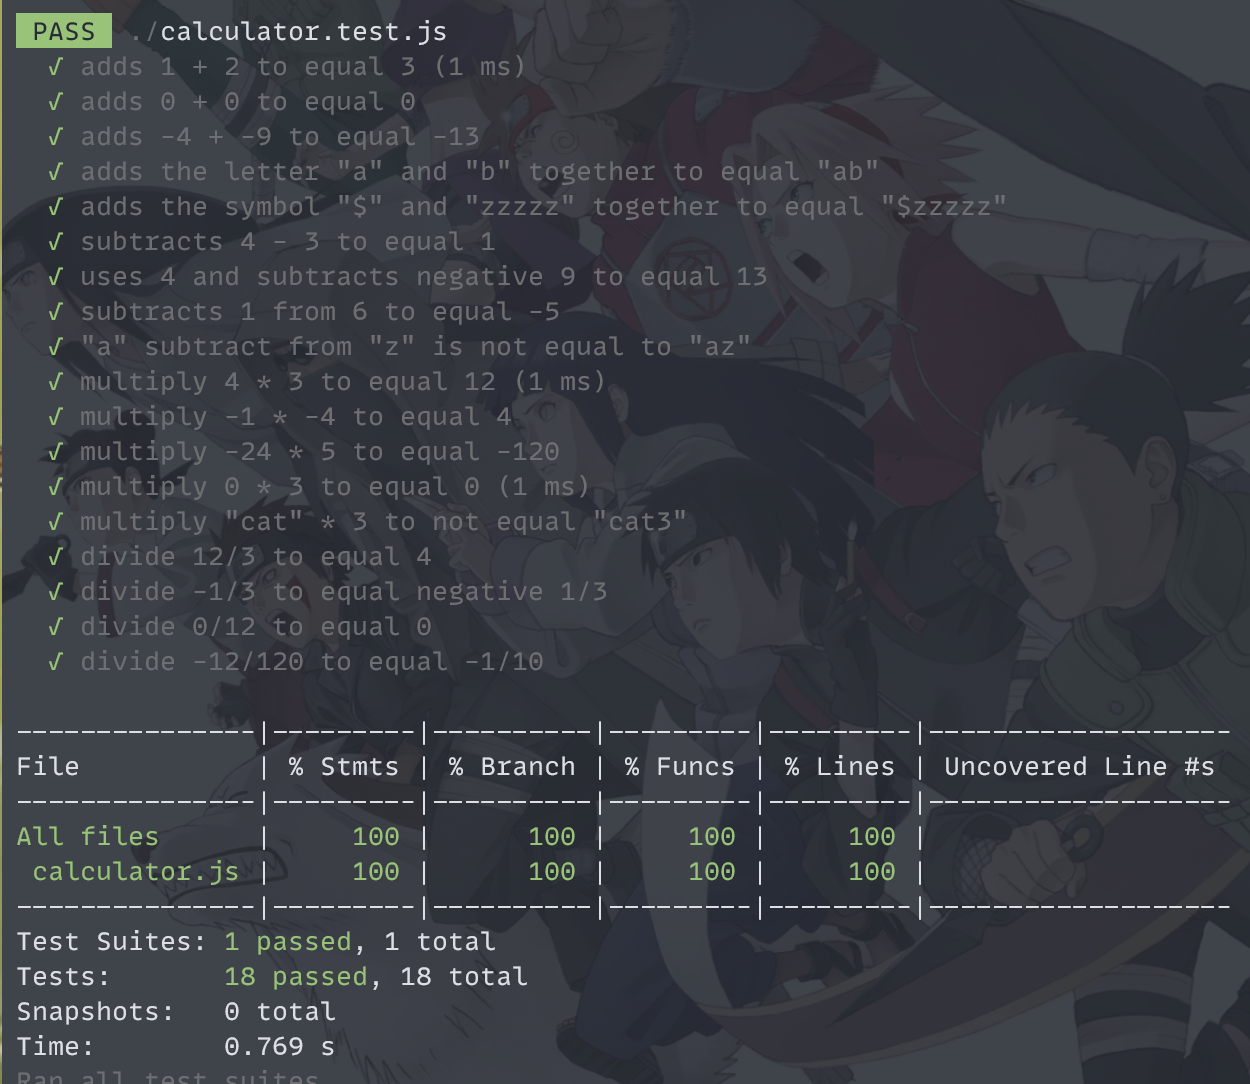 PASS ./calculator.test.js
✓ adds 1 + 2 to equal 3 (1 ms)
✓ adds 0 + 0 to equal 0
✓ adds -4 + -9 to equal -13
✓ adds the letter "a" and "b" together to equal "ab"
✓ adds the symbol "$" and "zzzzz" together to equal "$zzzzz"
✓ subtracts 4 - 3 to equal 1
✓ uses 4 and subtracts negative 9 to equal 13
✓ subtracts 1 from 6 to equal -5
✓ "a" subtract from "z" is not equal to "az"
✓ multiply 4 * 3 to equal 12 (1 ms)
✓ multiply -1 * -4 to equal 4
✓ multiply -24 * 5 to equal -120
✓ multiply 0 * 3 to equal 0 (1 ms)
✓ multiply "cat" * 3 to not equal "cat3"
✓ divide 12/3 to equal 4
✓ divide -1/3 to equal negative 1/3
✓ divide 0/12 to equal 0
✓ divide -12/120 to equal -1/10
---------------|---------|----------|---------|---------|-------------------
File | % Stmts | % Branch | % Funcs | % Lines | Uncovered Line #s
---------------|---------|----------|---------|---------|-------------------
All files | 100 | 100 | 100 | 100 |
calculator.js | 100 | 100 | 100 | 100 |
---------------|---------|----------|---------|---------|-------------------
Test Suites: 1 passed, 1 total
Tests: 18 passed, 18 total
Snapshots: 0 total
Time: 0.769 s
Ran all test suites.